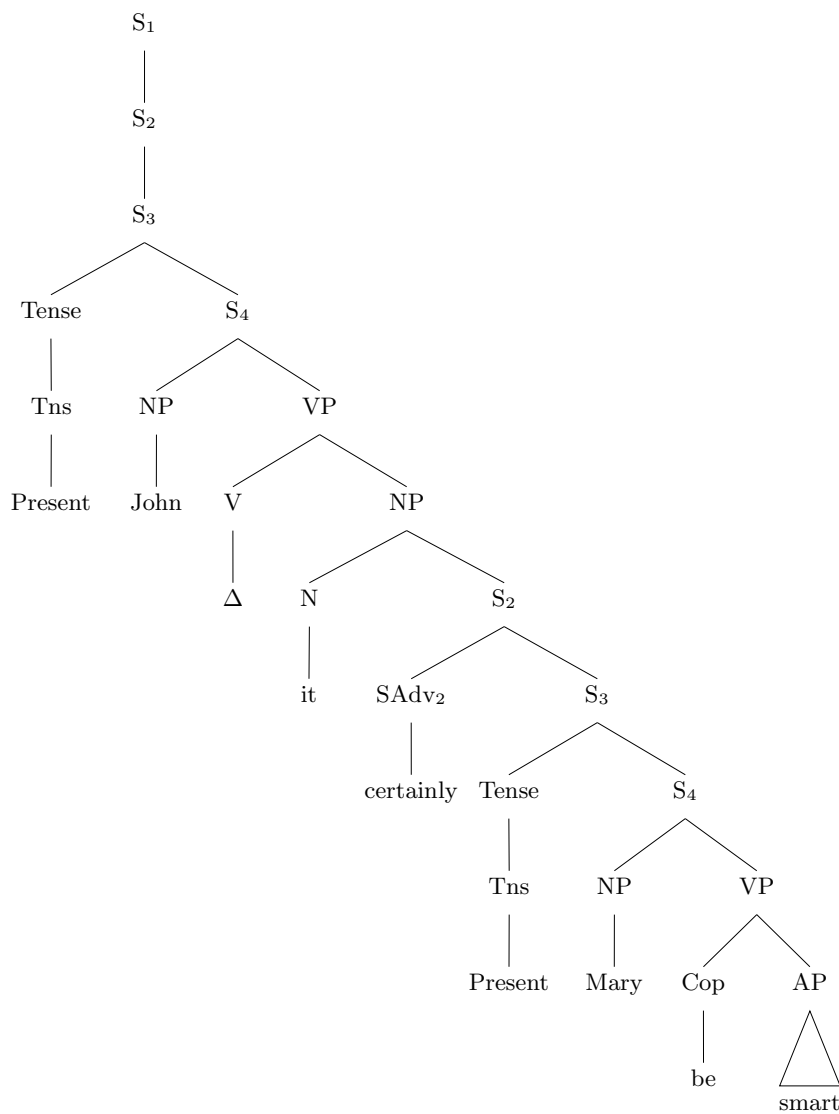 S₁
S₂
S₃
Tense S₄
Tns NP VP
Present John V NP
Δ N S₂
it SAdv₂ S₃
certainly Tense S₄
Tns NP VP
Present Mary Cop AP
be
smart